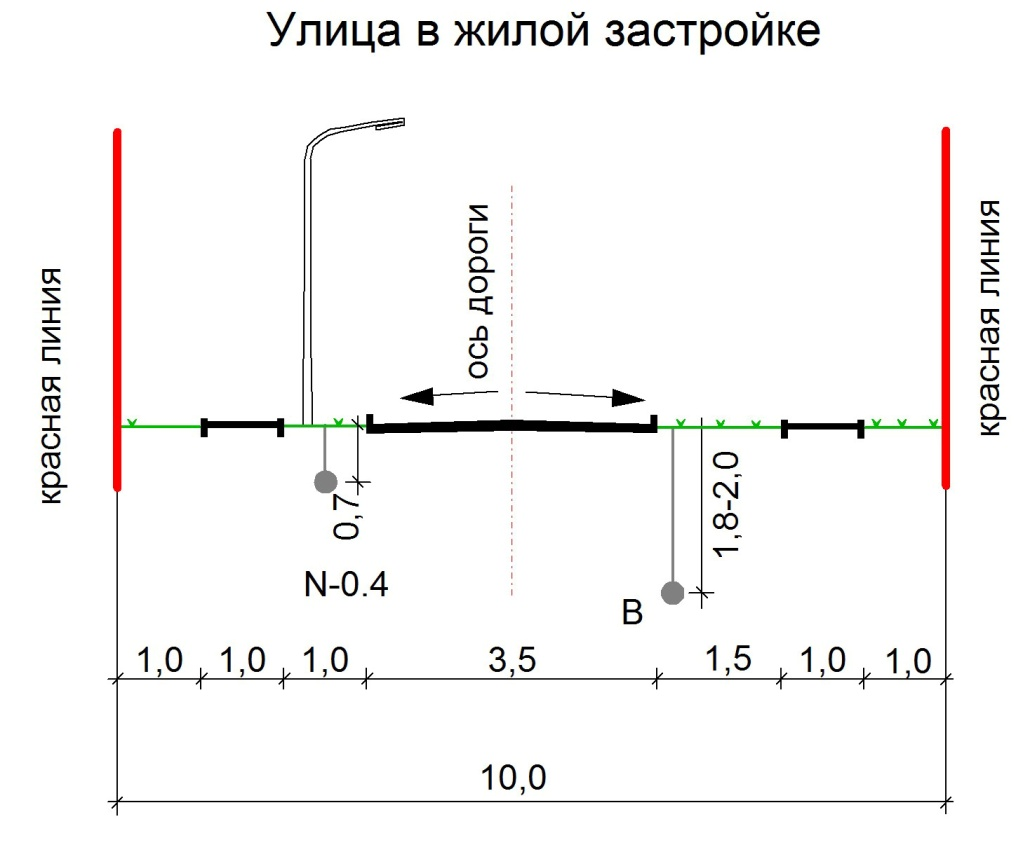 Улица в жилой застройке
красная линия
ось дороги
красная линия
0,7
1,8-2,0
N-0.4
В
1,0 1,0 1,0 3,5 1,5 1,0 1,0
10,0